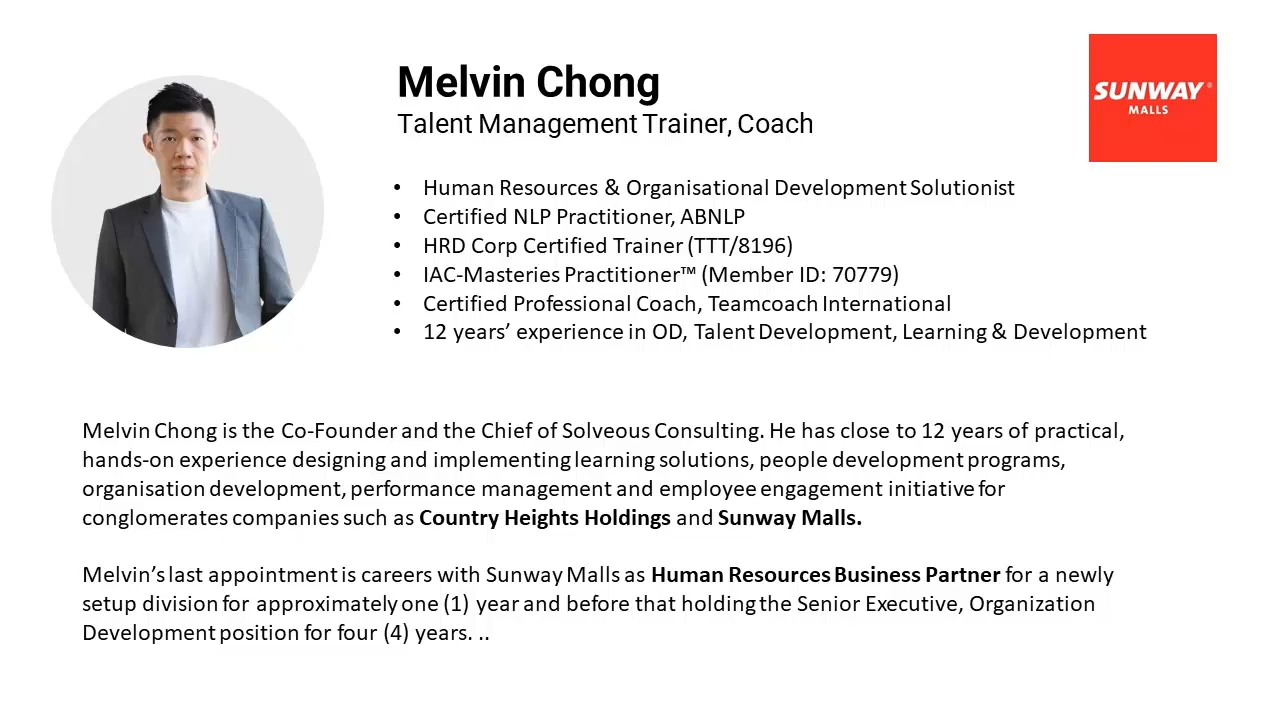 Melvin Chong
Talent Management Trainer, Coach
SUNWAY®
MALLS
• Human Resources & Organisational Development Solutionist
• Certified NLP Practitioner, ABNLP
• HRD Corp Certified Trainer (TTT/8196)
• IAC-Masteries Practitioner™ (Member ID: 70779)
• Certified Professional Coach, Teamcoach International
• 12 years’ experience in OD, Talent Development, Learning & Development
Melvin Chong is the Co-Founder and the Chief of Solveous Consulting. He has close to 12 years of practical,
hands-on experience designing and implementing learning solutions, people development programs,
organisation development, performance management and employee engagement initiative for
conglomerates companies such as Country Heights Holdings and Sunway Malls.
Melvin’s last appointment is careers with Sunway Malls as Human Resources Business Partner for a newly
setup division for approximately one (1) year and before that holding the Senior Executive, Organization
Development position for four (4) years. ..